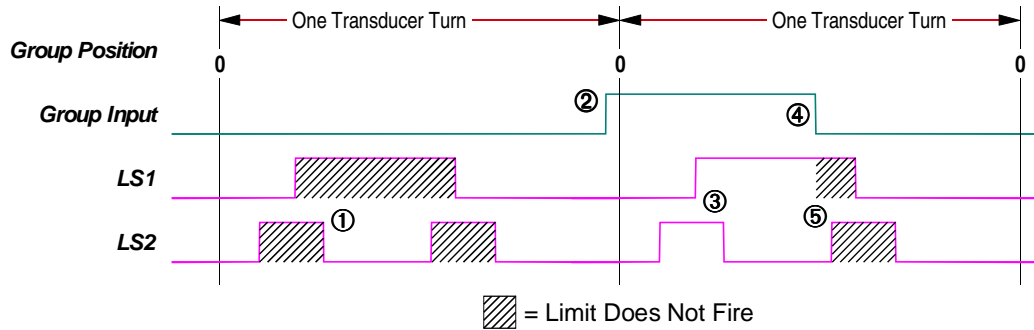 One Transducer Turn One Transducer Turn
Group Position 0 0 0
Group Input ② ④
LS1
③
LS2 ① ⑤
= Limit Does Not Fire